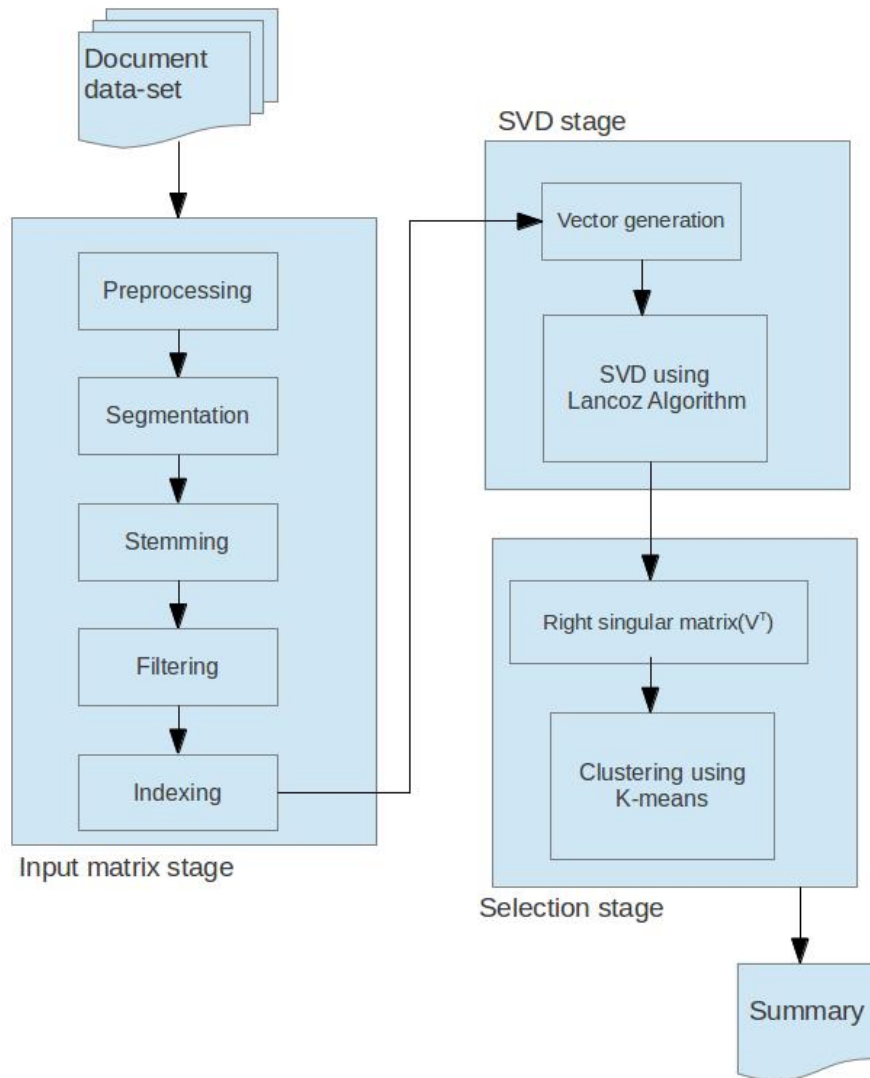 Document
data-set
Preprocessing
Segmentation
Stemming
Filtering
Indexing
Input matrix stage
SVD stage
Vector generation
SVD using
Lancoz Algorithm
Right singular matrix(Vᵀ)
Clustering using
K-means
Selection stage
Summary